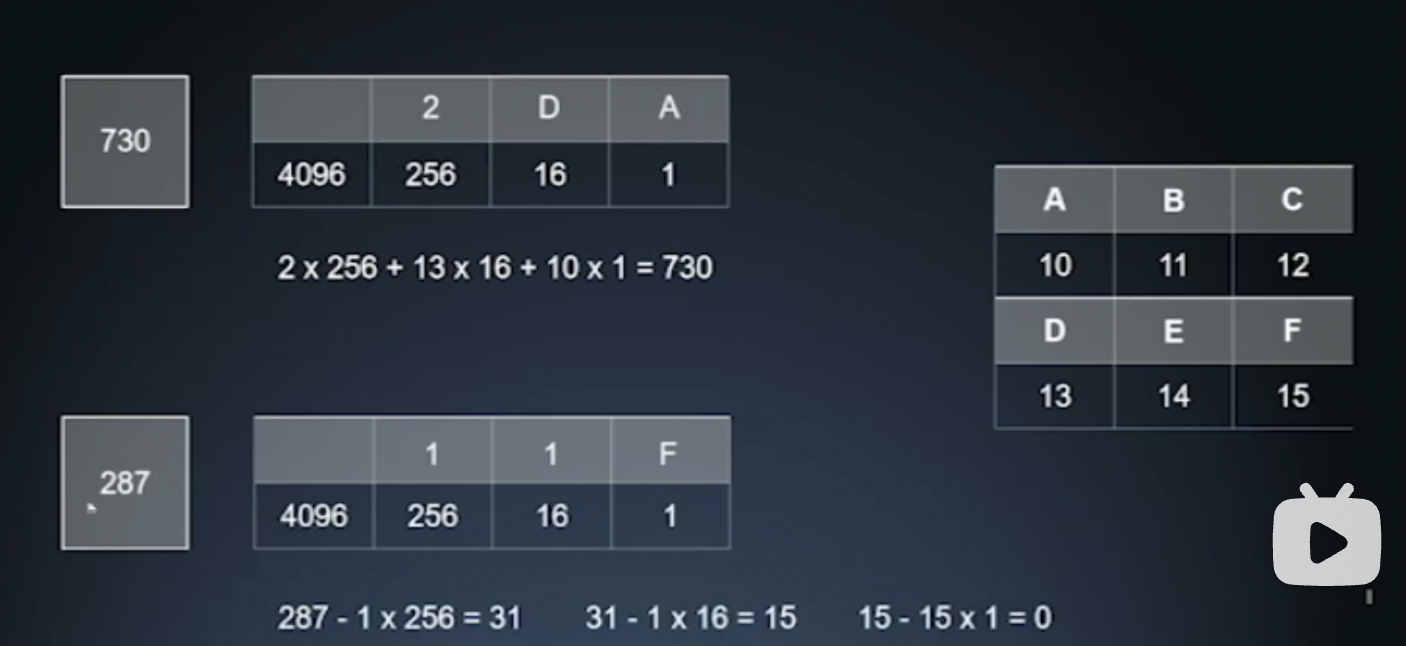 730
2 D A
4096 256 16 1
2 x 256 + 13 x 16 + 10 x 1 = 730
A B C
10 11 12
D E F
13 14 15
287
1 1 F
4096 256 16 1
287 - 1 x 256 = 31 31 - 1 x 16 = 15 15 - 15 x 1 = 0